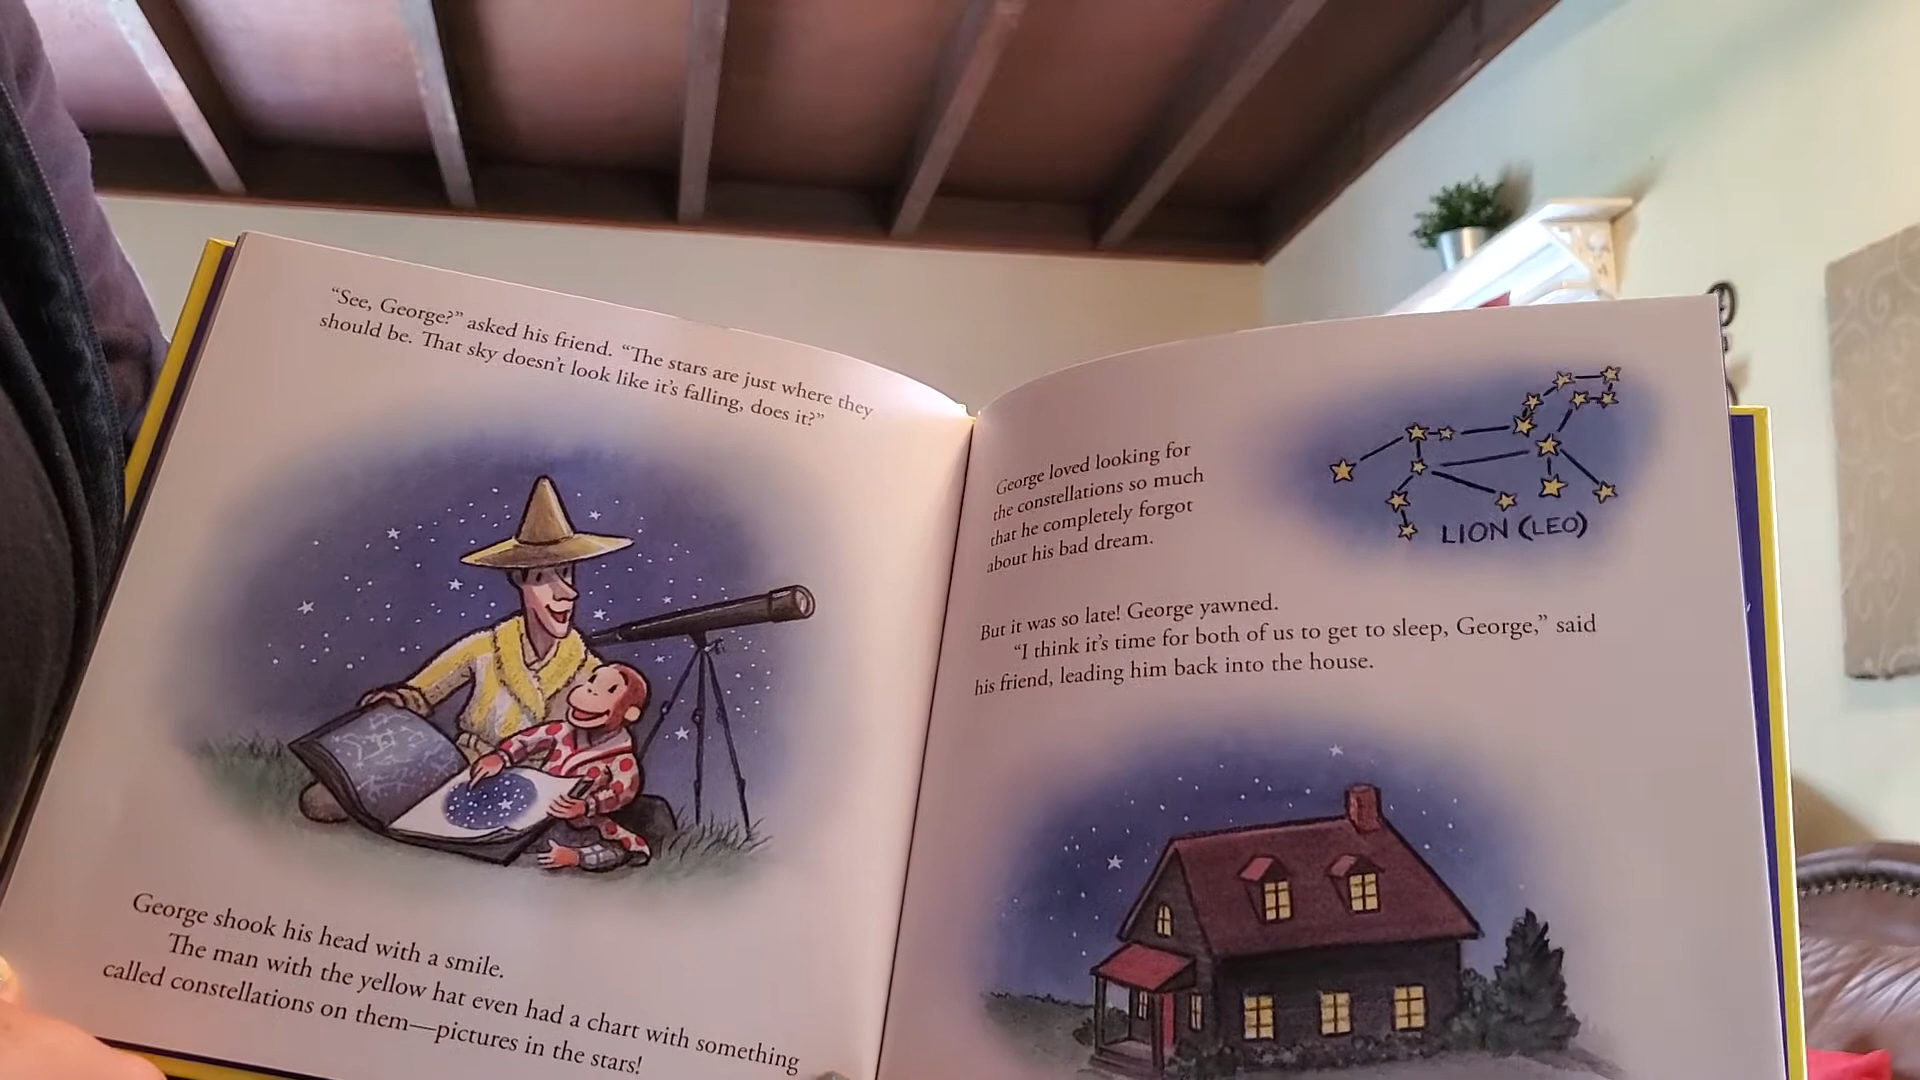 “See, George?” asked his friend. “The stars are just where they
should be. That sky doesn’t look like it’s falling, does it?”
George shook his head with a smile.
The man with the yellow hat even had a chart with something
called constellations on them—pictures in the stars!
George loved looking for
the constellations so much
that he completely forgot
about his bad dream.
LION (LEO)
But it was so late! George yawned.
“I think it’s time for both of us to get to sleep, George,” said
his friend, leading him back into the house.